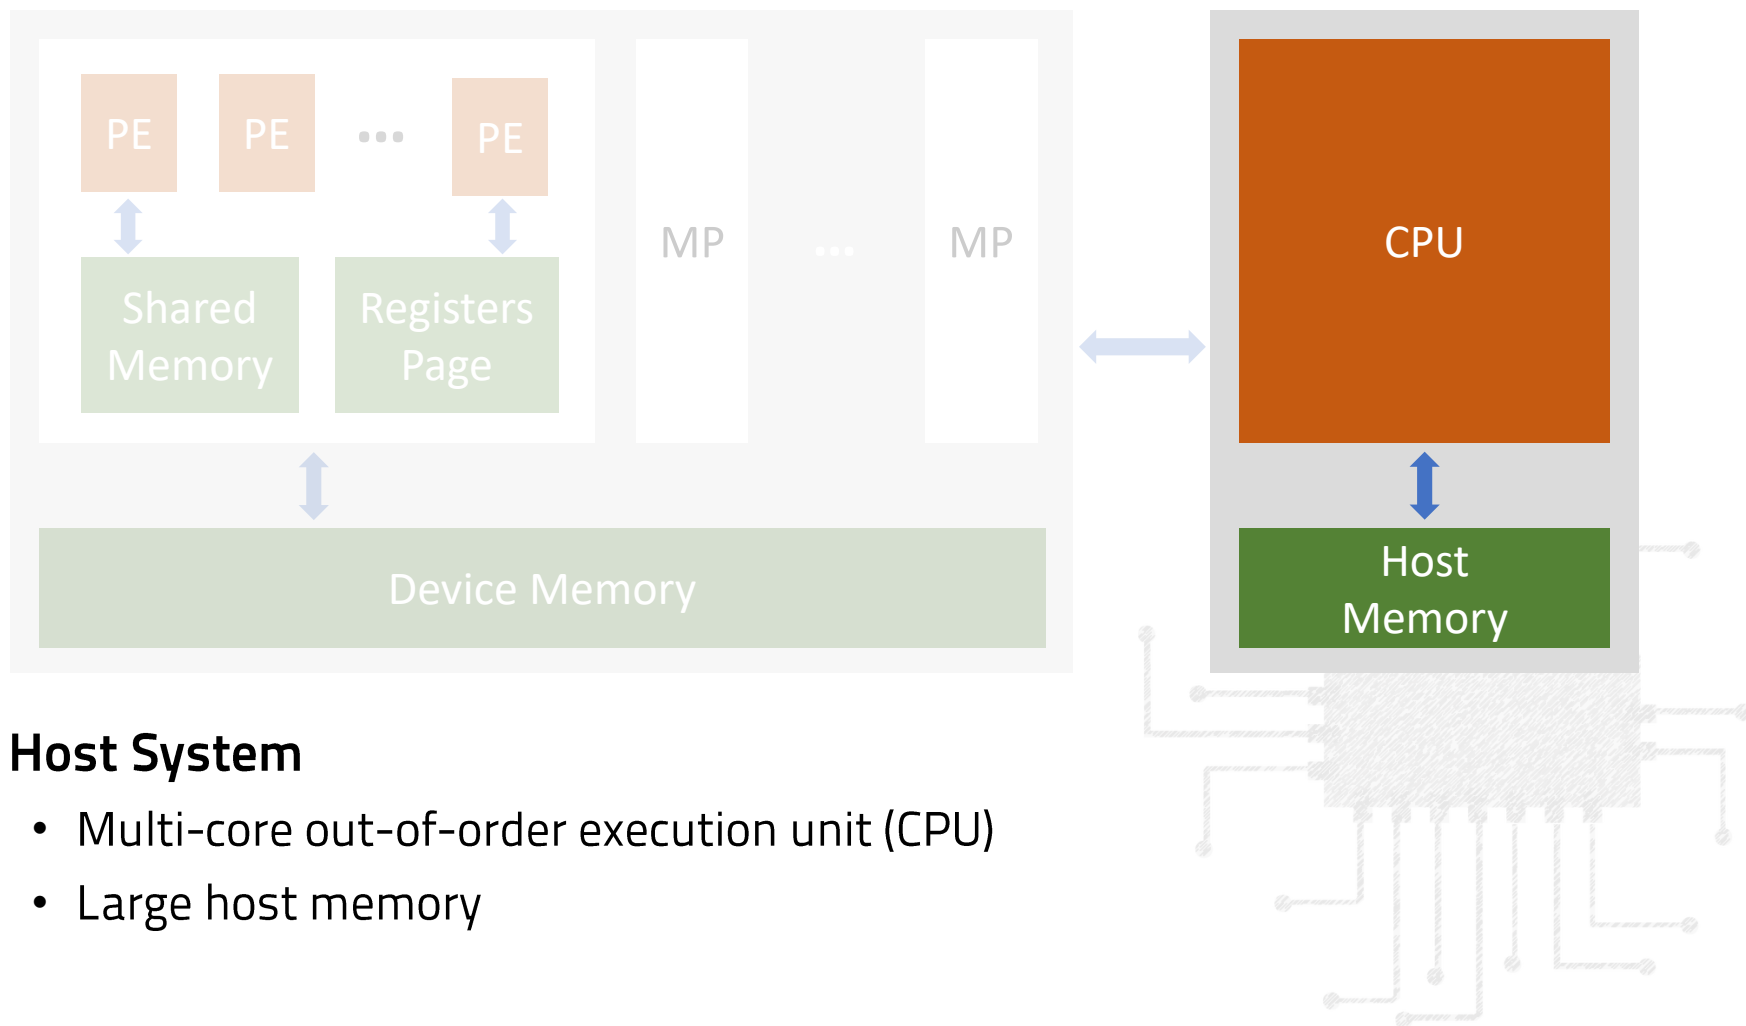 PE
PE
...
PE
Shared
Memory
Registers
Page
MP
...
MP
Device Memory
CPU
Host
Memory
Host System
• Multi-core out-of-order execution unit (CPU)
• Large host memory